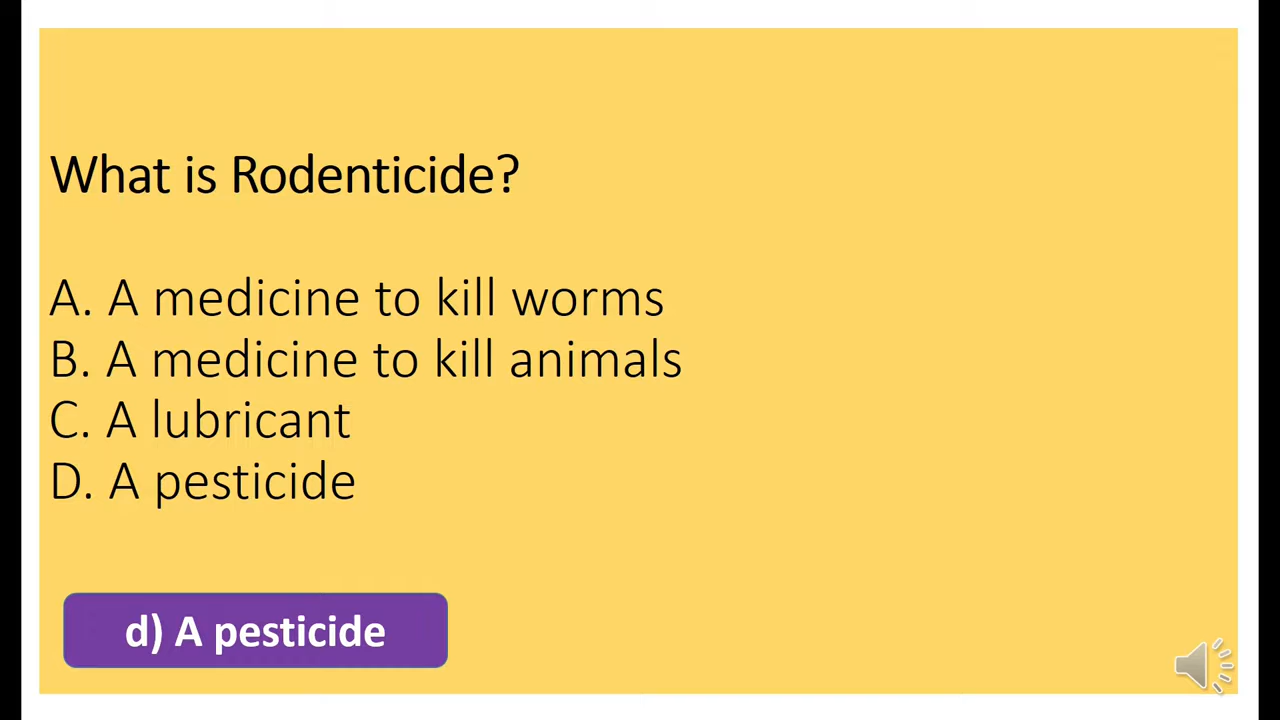 What is Rodenticide?
A. A medicine to kill worms
B. A medicine to kill animals
C. A lubricant
D. A pesticide
d) A pesticide